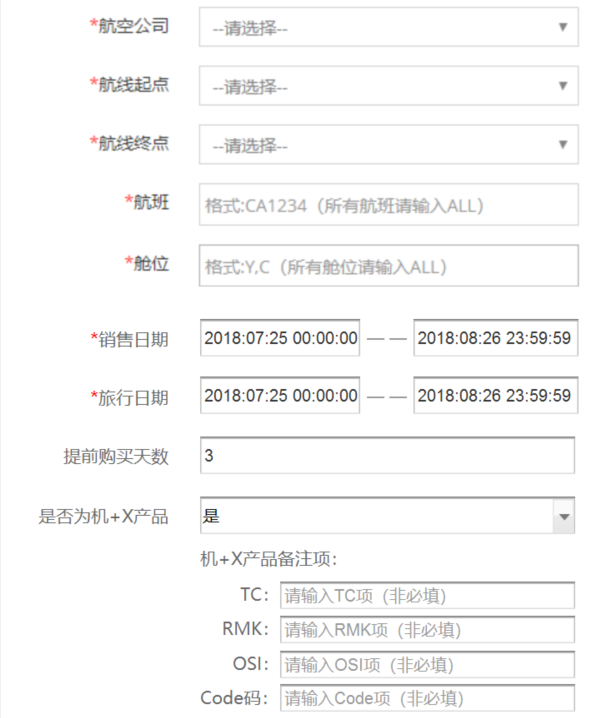 *航空公司 --请选择--
*航线起点 --请选择--
*航线终点 --请选择--
*航班 格式:CA1234（所有航班请输入ALL）
*舱位 格式:Y,C（所有舱位请输入ALL）
*销售日期 2018:07:25 00:00:00 — — 2018:08:26 23:59:59
*旅行日期 2018:07:25 00:00:00 — — 2018:08:26 23:59:59
提前购买天数 3
是否为机+X产品 是
机+X产品备注项:
TC: 请输入TC项（非必填）
RMK: 请输入RMK项（非必填）
OSI: 请输入OSI项（非必填）
Code码: 请输入Code项（非必填）